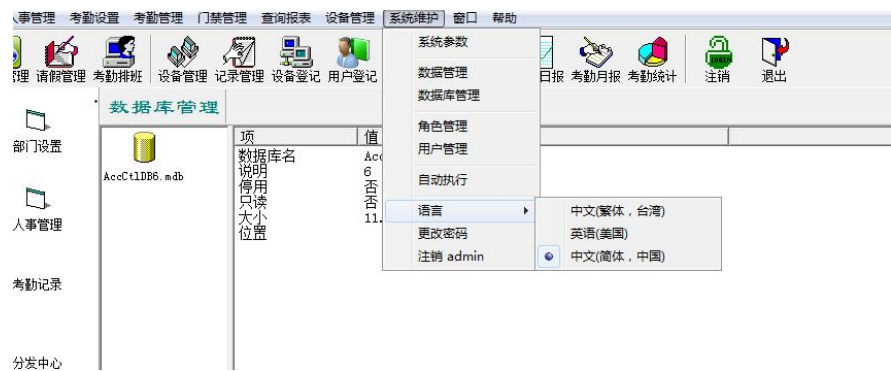 人事管理 考勤设置 考勤管理 门禁管理 查询报表 设备管理 系统维护 窗口 帮助
管理 请假管理 考勤排班 设备管理 记录管理 设备登记 用户登记 日报 考勤月报 考勤统计 注销 退出
系统参数
数据管理
数据库管理
角色管理
用户管理
自动执行
语言
更改密码
注销 admin
中文(繁体，台湾)
英语(美国)
中文(简体，中国)
数据库管理
部门设置
人事管理
考勤记录
分发中心
AccCtlDB6.mdb
项 值
数据库名 Acc
说明 6
停用 否
只读 否
大小 11.
位置